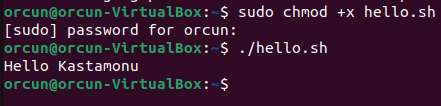 orcun@orcun-VirtualBox:~$ sudo chmod +x hello.sh
[sudo] password for orcun:
orcun@orcun-VirtualBox:~$ ./hello.sh
Hello Kastamonu
orcun@orcun-VirtualBox:~$